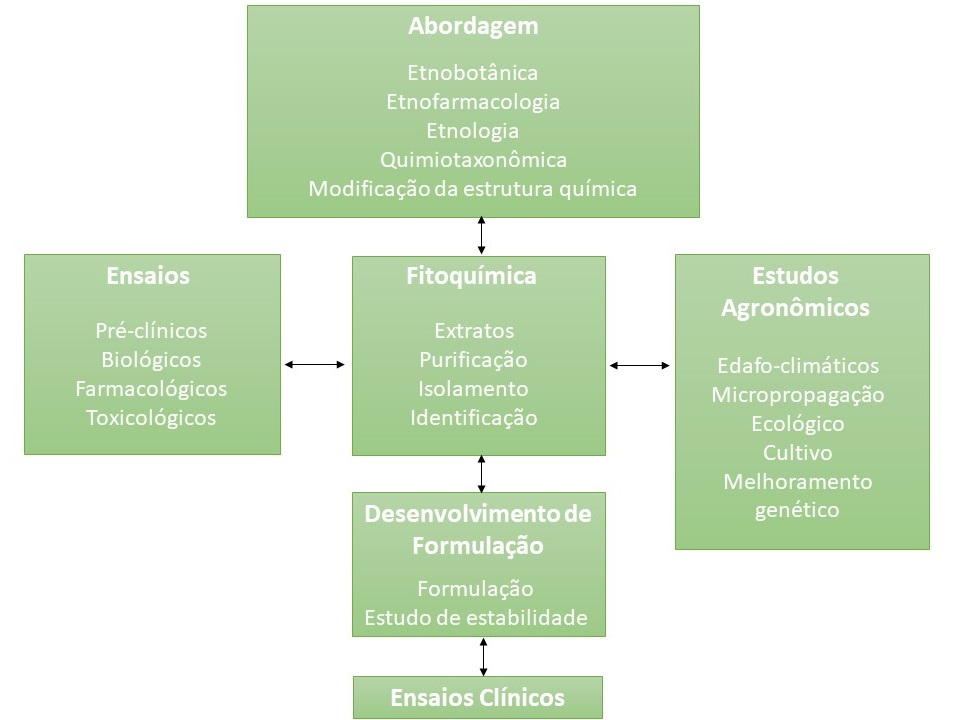 Abordagem
Etnobotânica
Etnofarmacologia
Etnologia
Quimiotaxonômica
Modificação da estrutura química
Ensaios
Pré-clínicos
Biológicos
Farmacológicos
Toxicológicos
Fitoquímica
Extratos
Purificação
Isolamento
Identificação
Estudos
Agronômicos
Edafo-climáticos
Micropropagação
Ecológico
Cultivo
Melhoramento
genético
Desenvolvimento de
Formulação
Formulação
Estudo de estabilidade
Ensaios Clínicos